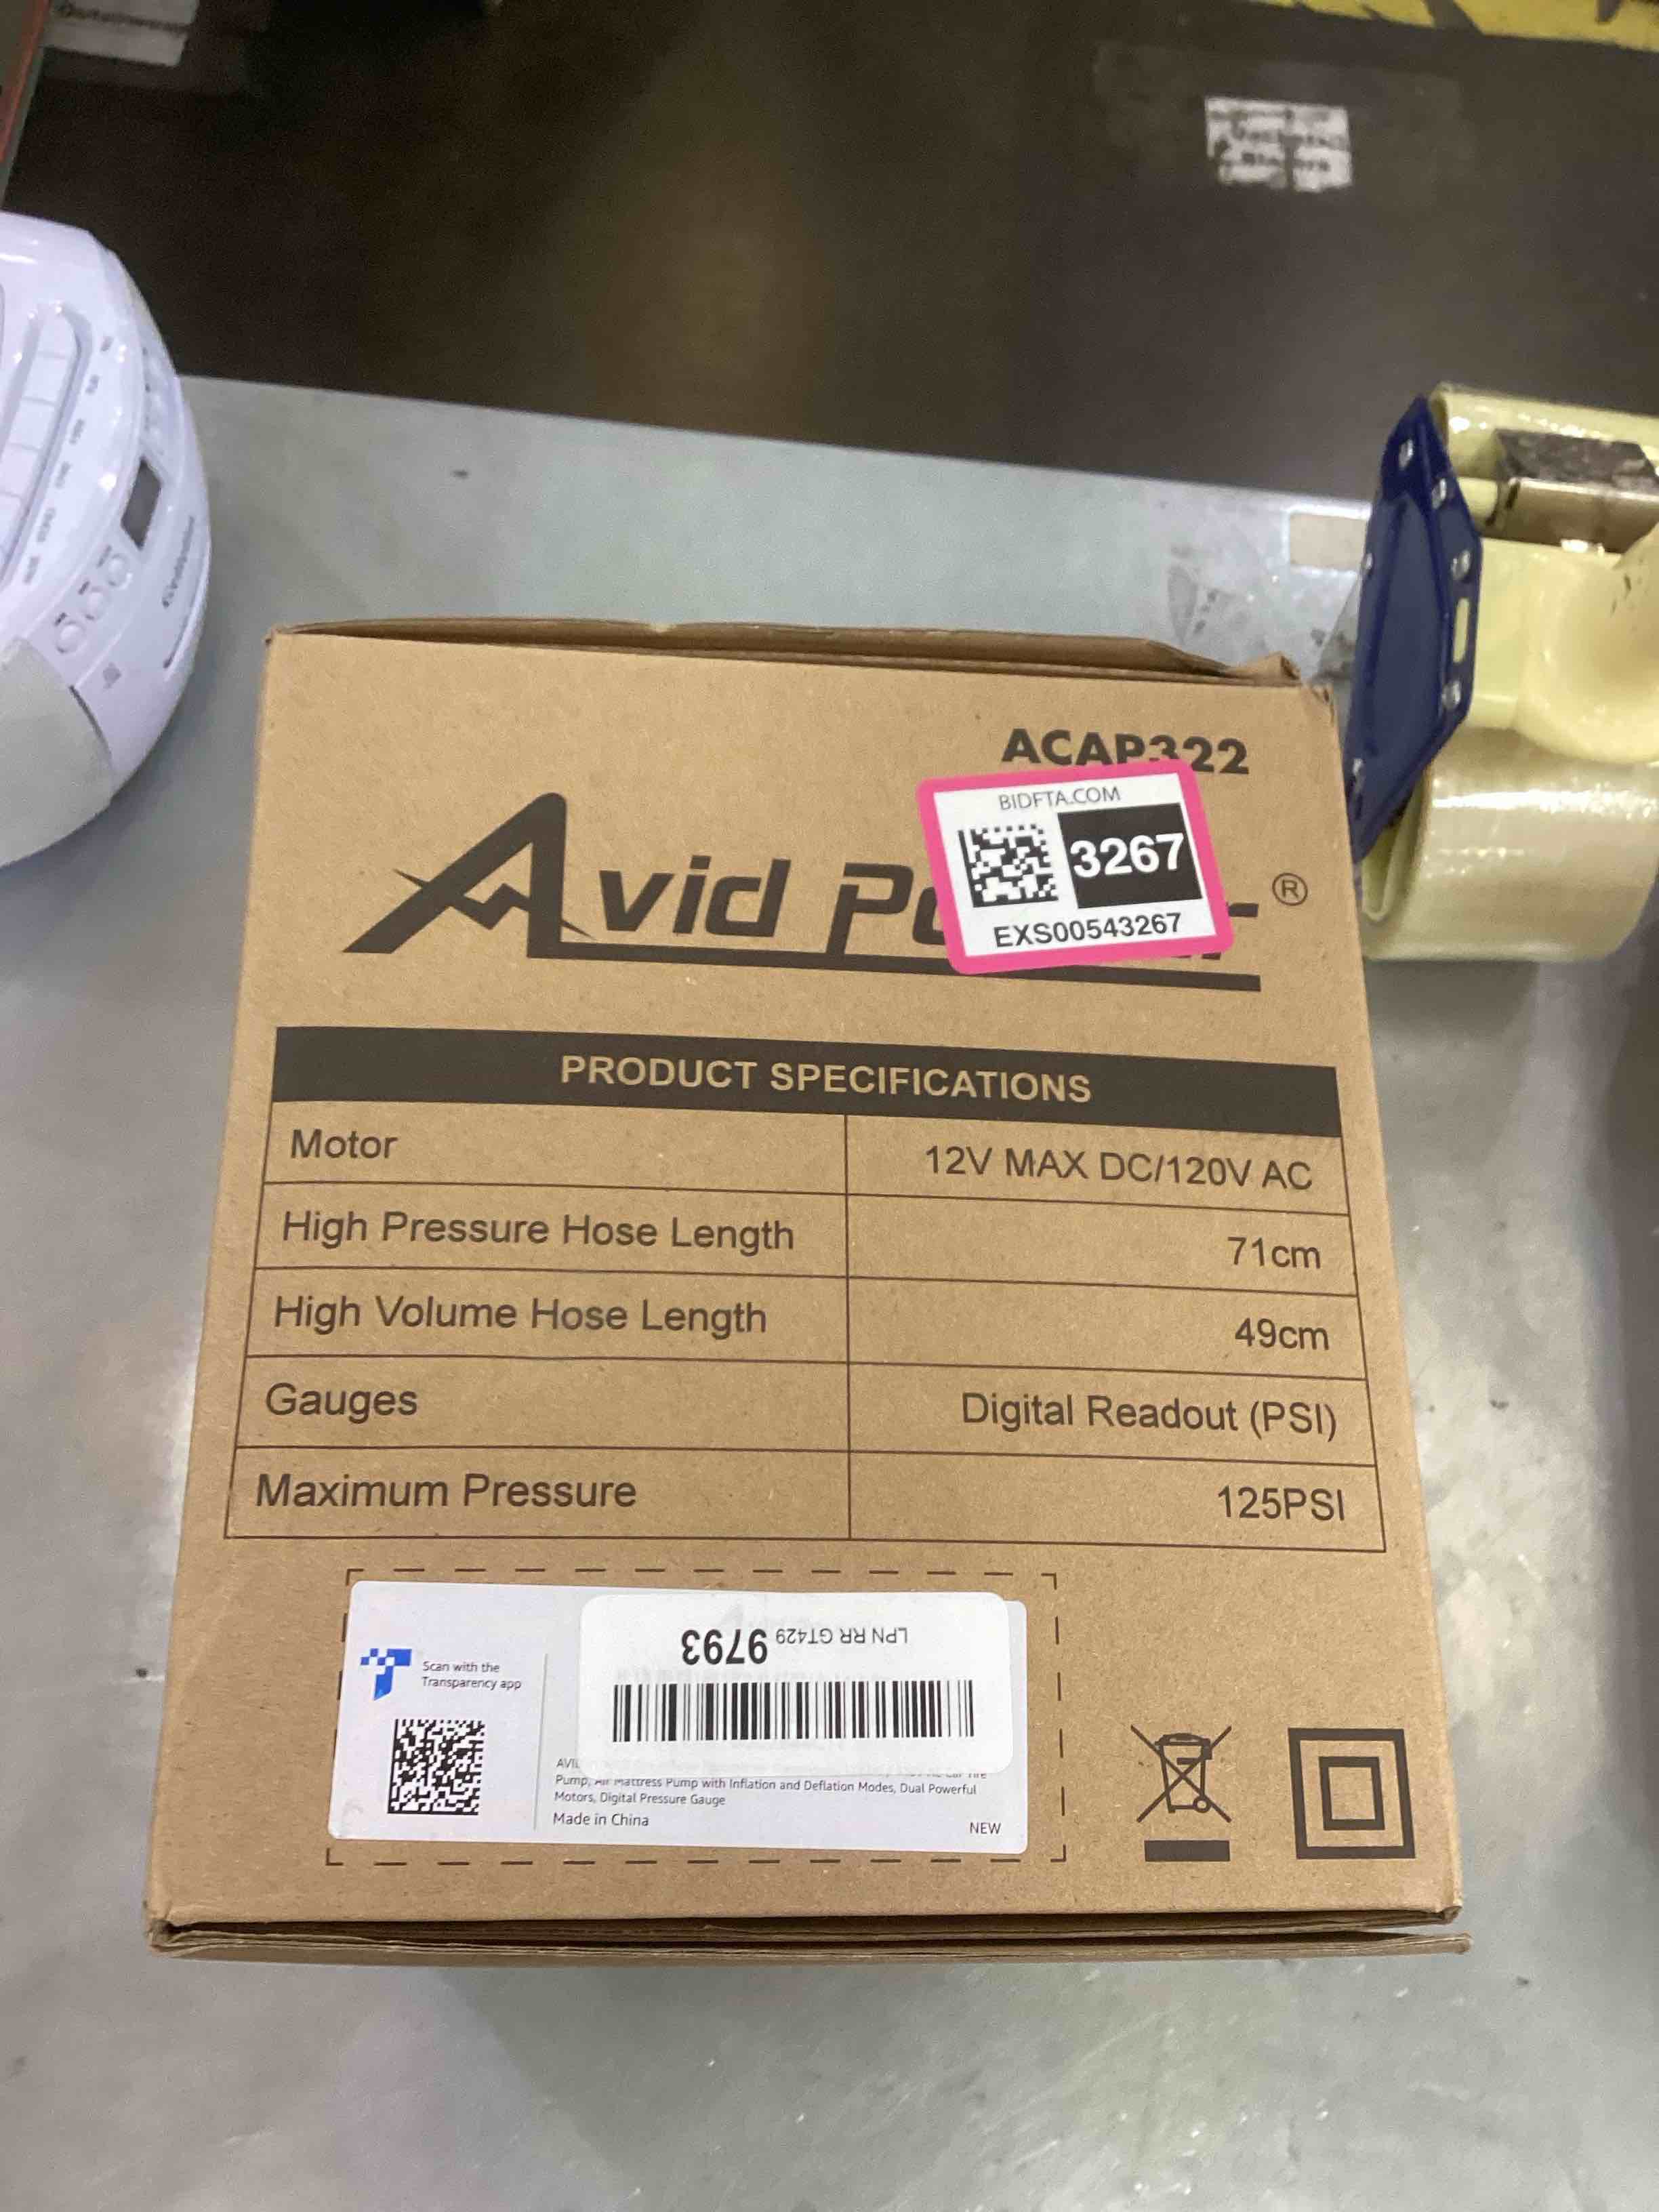 ACAP322
BIDFTA.COM
3267
EXS00543267
Avid Po
®
PRODUCT SPECIFICATIONS
Motor 12V MAX DC/120V AC
High Pressure Hose Length 71cm
High Volume Hose Length 49cm
Gauges Digital Readout (PSI)
Maximum Pressure 125PSI
LPN RR GT429 9793
Scan with the
Transparency app
Pump, Air Mattress Pump with Inflation and Deflation Modes, Dual Powerful
Motors, Digital Pressure Gauge
Made in China
NEW